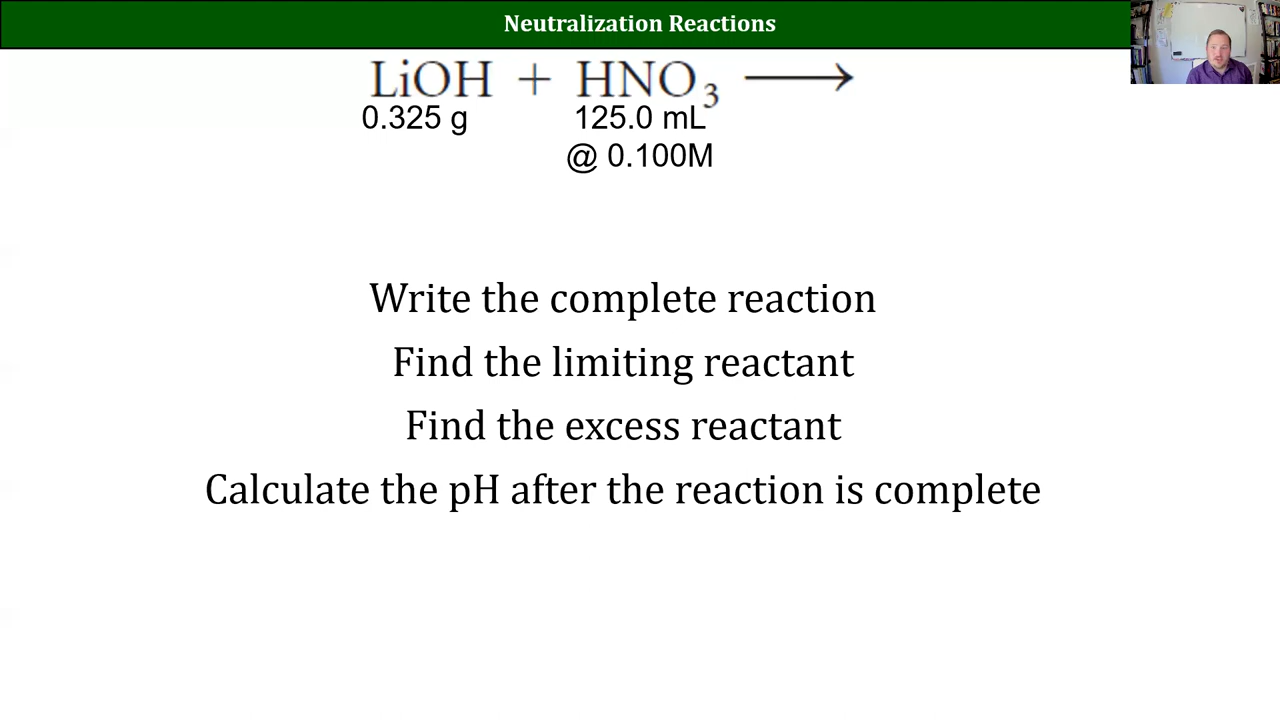 Neutralization Reactions
LiOH + HNO₃ ⟶
0.325 g 125.0 mL
@ 0.100M
Write the complete reaction
Find the limiting reactant
Find the excess reactant
Calculate the pH after the reaction is complete